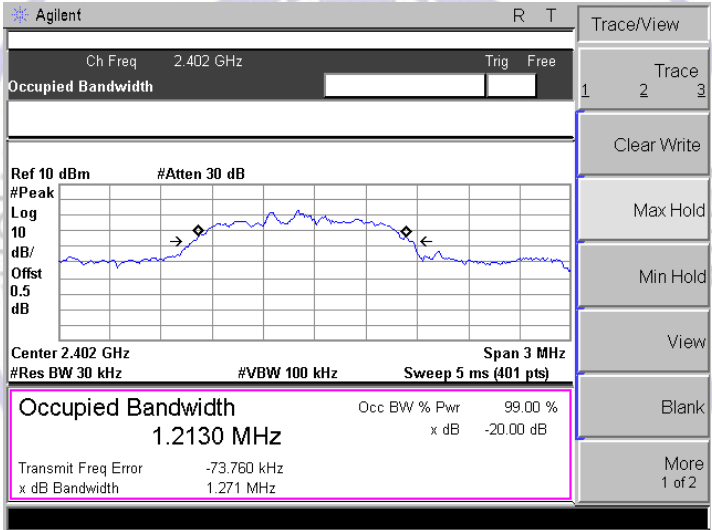 Agilent R T
Ch Freq 2.402 GHz Trig Free
Occupied Bandwidth
Ref 10 dBm #Atten 30 dB
#Peak
Log
10
dB/
Offst
0.5
dB
Center 2.402 GHz Span 3 MHz
#Res BW 30 kHz #VBW 100 kHz Sweep 5 ms (401 pts)
Occupied Bandwidth
1.2130 MHz
Occ BW % Pwr 99.00 %
x dB -20.00 dB
Transmit Freq Error -73.760 kHz
x dB Bandwidth 1.271 MHz
Trace/View
Trace
1 2 3
Clear Write
Max Hold
Min Hold
View
Blank
More
1 of 2